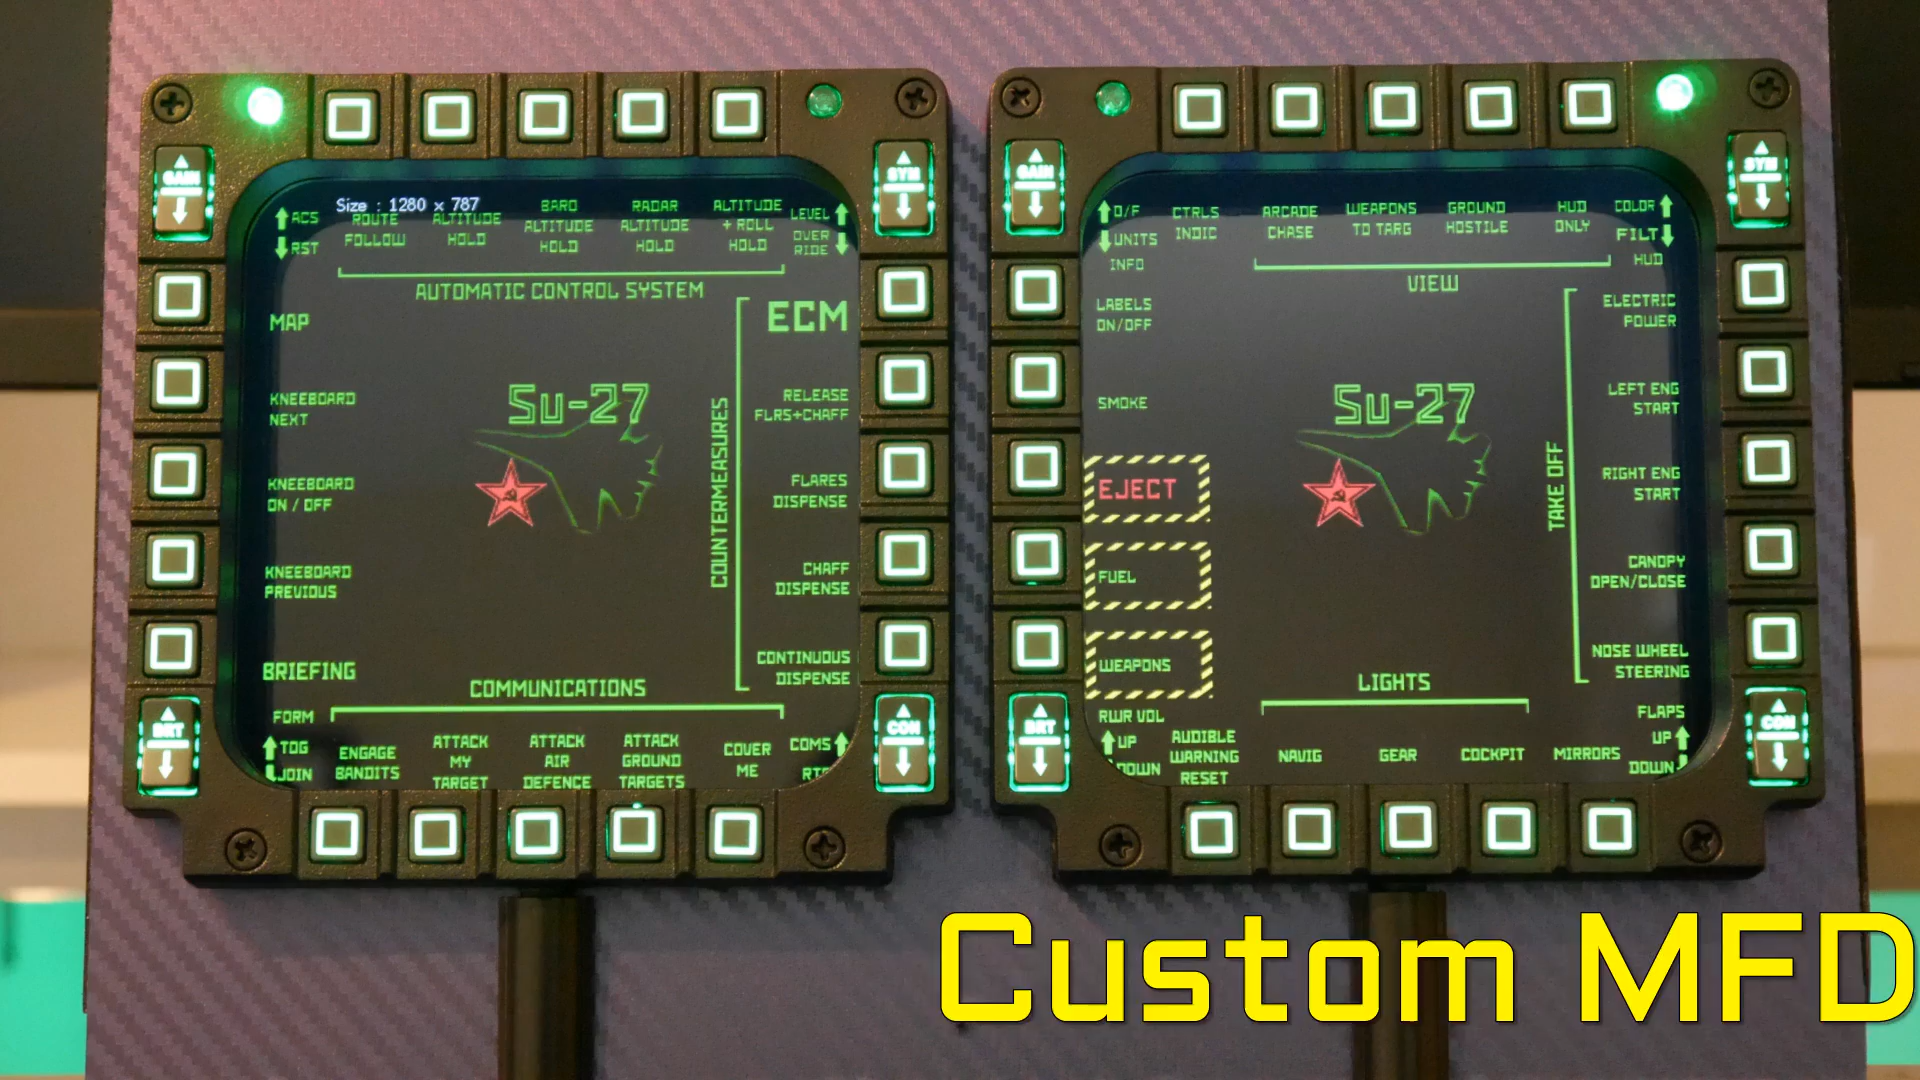 GAIN
SYM
Size : 1280 x 787
ACS
RST
ROUTE
FOLLOW
ALTITUDE
HOLD
BARO
ALTITUDE
HOLD
RADAR
ALTITUDE
HOLD
ALTITUDE
+ ROLL
HOLD
LEVEL
OVER
RIDE
AUTOMATIC CONTROL SYSTEM
MAP
ECM
Su-27
KNEEBOARD
NEXT
RELEASE
FLRS+CHAFF
COUNTERMEASURES
KNEEBOARD
ON / OFF
FLARES
DISPENSE
KNEEBOARD
PREVIOUS
CHAFF
DISPENSE
BRIEFING
CONTINUOUS
DISPENSE
COMMUNICATIONS
FORM
TOG
JOIN
ENGAGE
BANDITS
ATTACK
MY
TARGET
ATTACK
AIR
DEFENCE
ATTACK
GROUND
TARGETS
COVER
ME
COMS
BRT
CON
GAIN
SYM
O/F
UNITS
INFO
CTRLS
INDIC
ARCADE
CHASE
WEAPONS
TO TARG
GROUND
HOSTILE
HUD
ONLY
COLOR
FILT
HUD
VIEW
LABELS
ON/OFF
ELECTRIC
POWER
Su-27
SMOKE
LEFT ENG
START
TAKE OFF
EJECT
RIGHT ENG
START
FUEL
CANOPY
OPEN/CLOSE
WEAPONS
NOSE WHEEL
STEERING
LIGHTS
RWR VOL
UP
DOWN
AUDIBLE
WARNING
RESET
NAVIG
GEAR
COCKPIT
MIRRORS
FLAPS
UP
DOWN
BRT
CON
Custom MFD